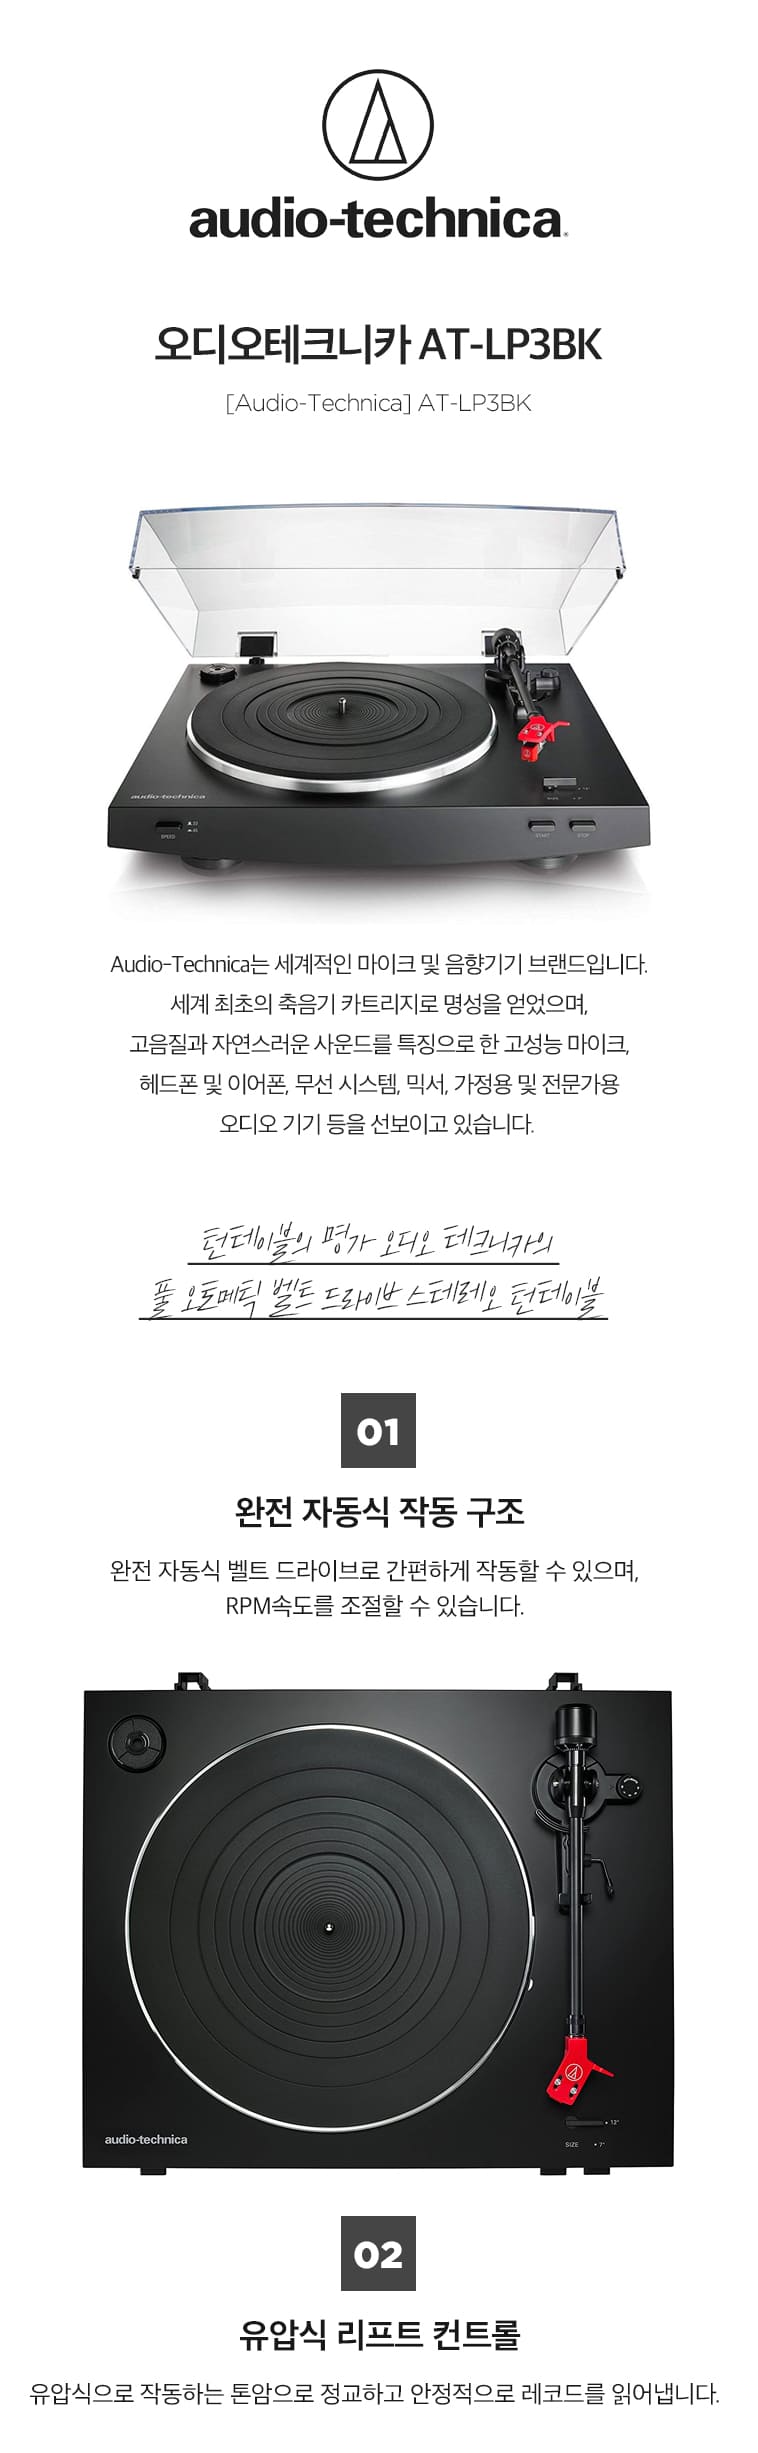 audio-technica®
오디오테크니카 AT-LP3BK
[Audio-Technica] AT-LP3BK
audio-technica
SPEED
33
45
SIZE
12"
7"
START
STOP
Audio-Technica는 세계적인 마이크 및 음향기기 브랜드입니다.
세계 최초의 축음기 카트리지로 명성을 얻었으며,
고음질과 자연스러운 사운드를 특징으로 한 고성능 마이크,
헤드폰 및 이어폰, 무선 시스템, 믹서, 가정용 및 전문가용
오디오 기기 등을 선보이고 있습니다.
턴테이블의 명가 오디오 테크니카의
풀 오토메틱 벨트 드라이브 스테레오 턴테이블
01
완전 자동식 작동 구조
완전 자동식 벨트 드라이브로 간편하게 작동할 수 있으며,
RPM속도를 조절할 수 있습니다.
audio-technica
12"
SIZE 7"
02
유압식 리프트 컨트롤
유압식으로 작동하는 톤암으로 정교하고 안정적으로 레코드를 읽어냅니다.